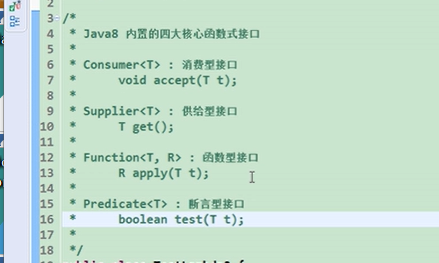 2
3 /*
4 * Java8 内置的四大核心函数式接口
5 *
6 * Consumer<T> : 消费型接口
7 * void accept(T t);
8 *
9 * Supplier<T> : 供给型接口
10 * T get();
11 *
12 * Function<T, R> : 函数型接口
13 * R apply(T t);
14 *
15 * Predicate<T> : 断言型接口
16 * boolean test(T t);
17 *
18 */